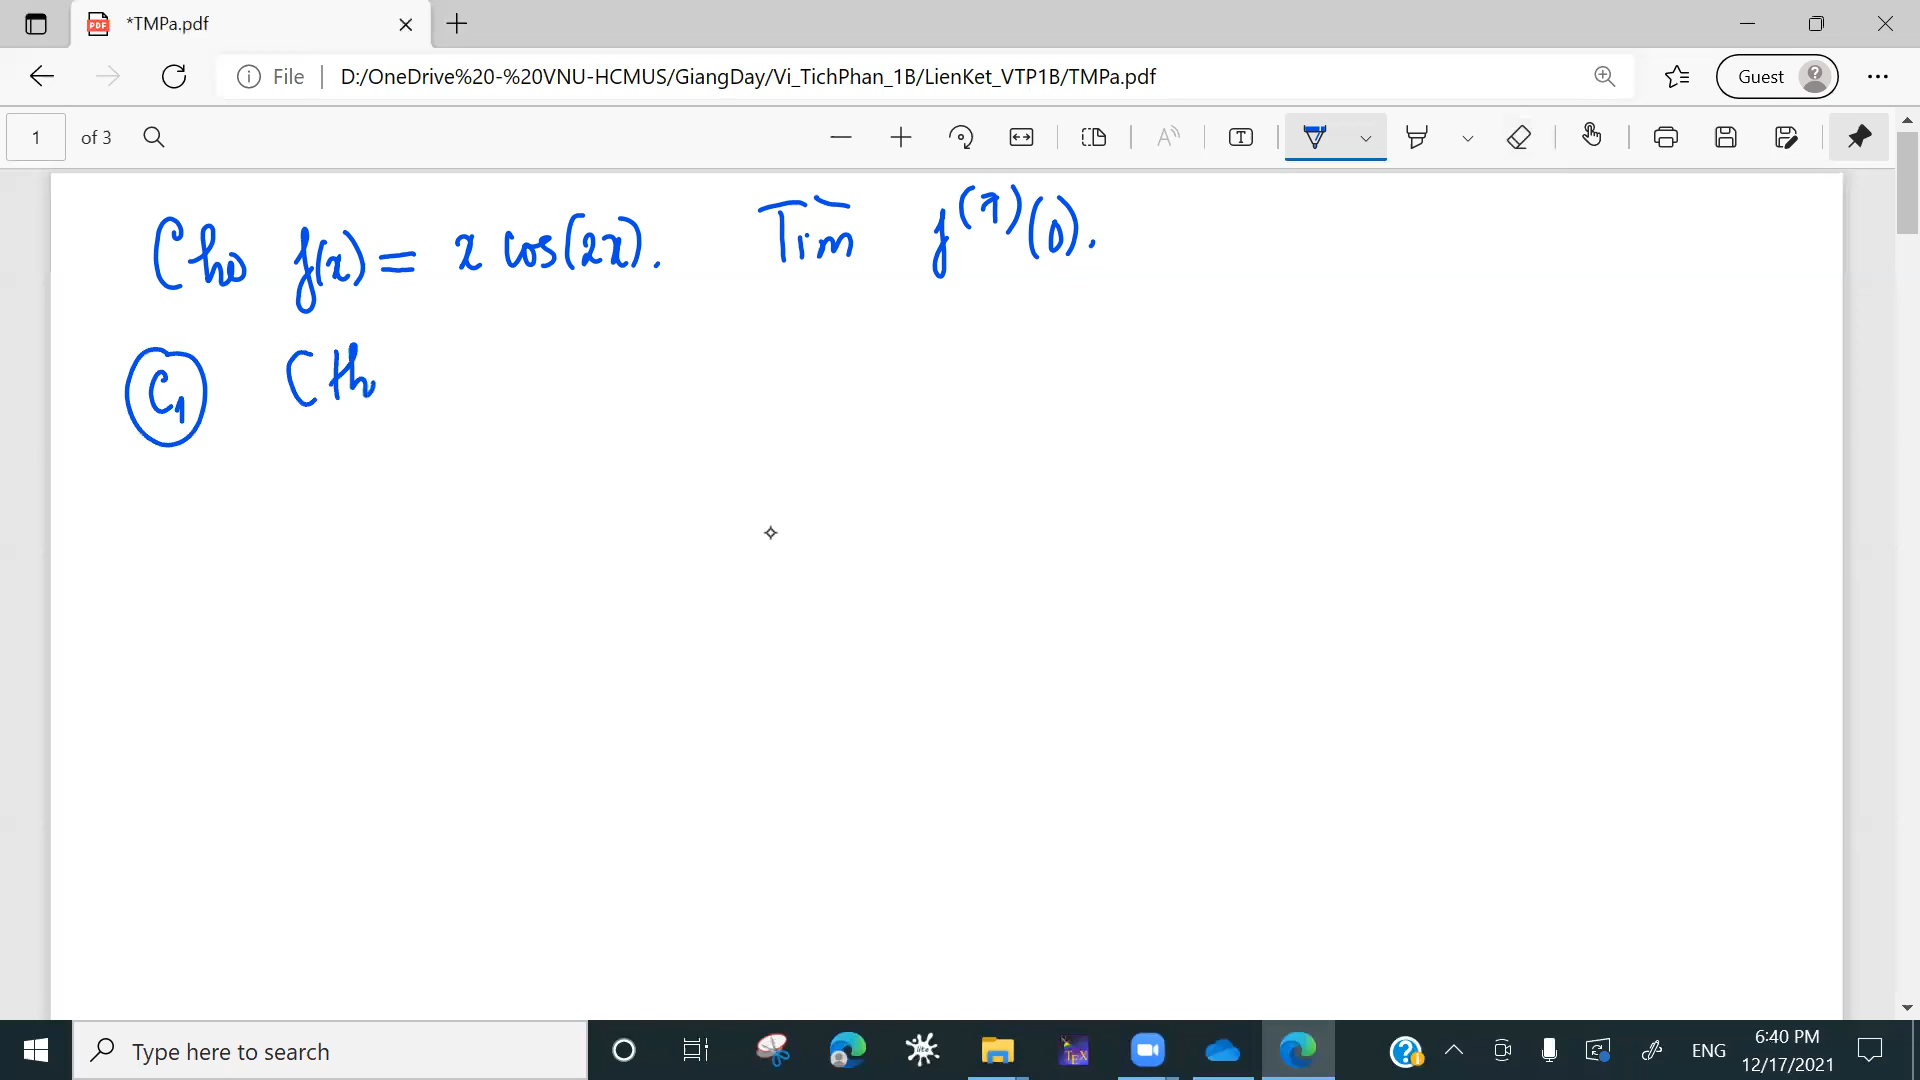 *TMPa.pdf
File D:/OneDrive%20-%20VNU-HCMUS/GiangDay/Vi_TichPhan_1B/LienKet_VTP1B/TMPa.pdf Guest
1 of 3
Cho f(x) = x cos(2x). Tìm f^(7)(0).
C1 Cth
Type here to search
ENG 6:40 PM
12/17/2021